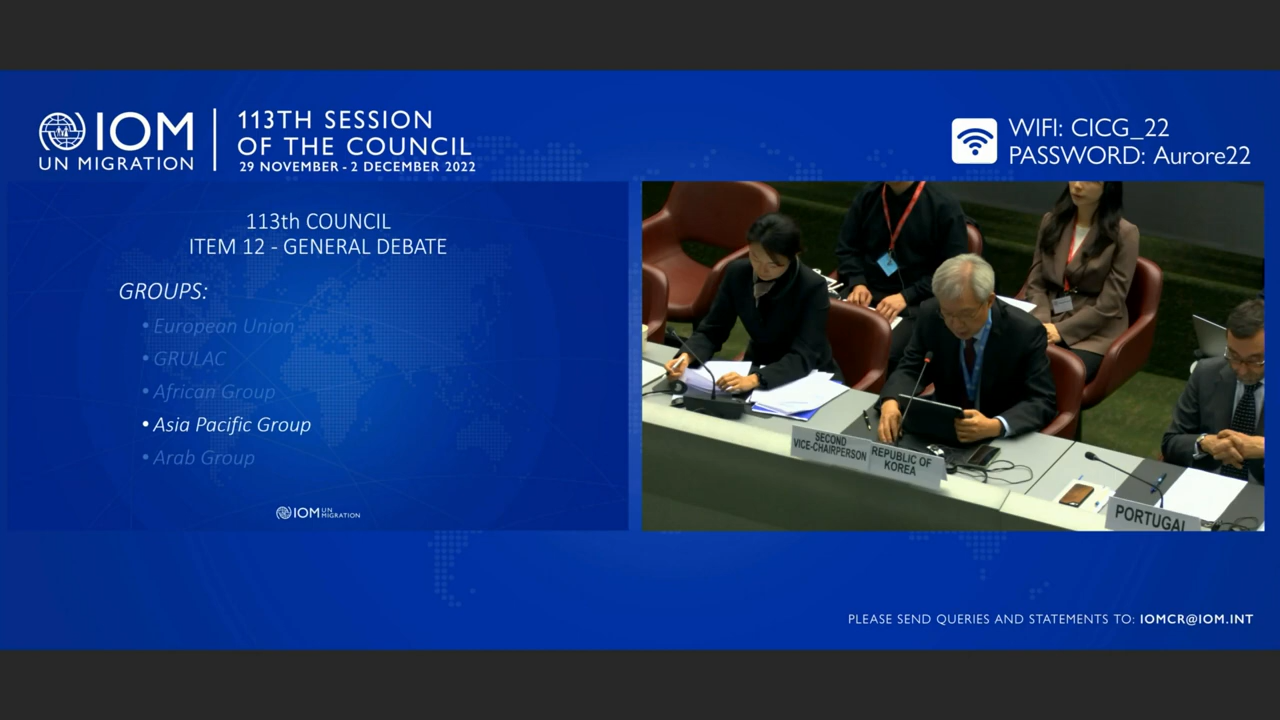 IOM
UN MIGRATION
113TH SESSION
OF THE COUNCIL
29 NOVEMBER - 2 DECEMBER 2022
WIFI: CICG_22
PASSWORD: Aurore22
113th COUNCIL
ITEM 12 - GENERAL DEBATE
GROUPS:
• European Union
• GRULAC
• African Group
• Asia Pacific Group
• Arab Group
IOM UN
MIGRATION
SECOND
VICE-CHAIRPERSON
REPUBLIC OF
KOREA
PORTUGAL
PLEASE SEND QUERIES AND STATEMENTS TO: IOMCR@IOM.INT